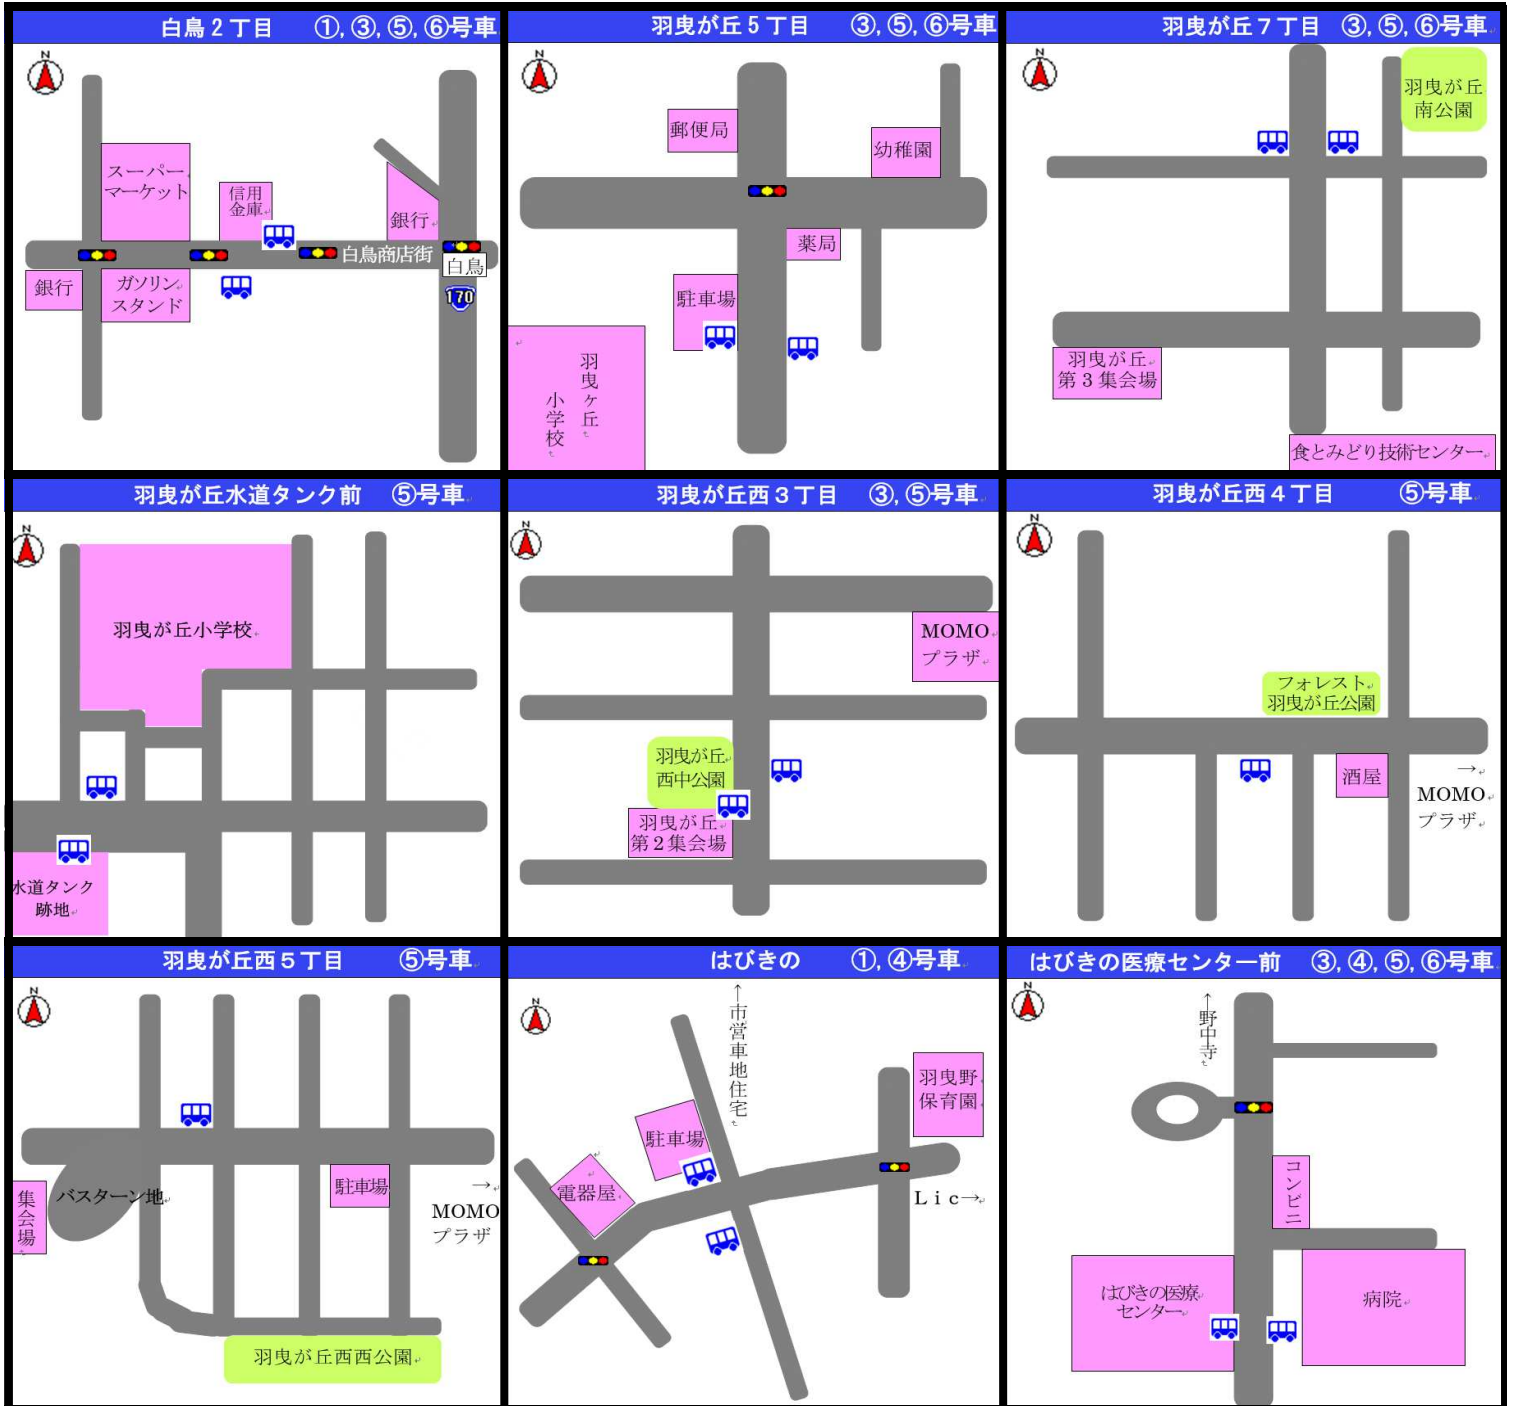 白鳥２丁目　①,③,⑤,⑥号車
N
スーパー
マーケット
信用
金庫
銀行
白鳥商店街
白鳥
170
銀行
ガソリン
スタンド
羽曳が丘５丁目　③,⑤,⑥号車
N
郵便局
幼稚園
薬局
駐車場
羽曳ヶ丘
小学校
羽曳が丘７丁目　③,⑤,⑥号車
N
羽曳が丘
南公園
羽曳が丘
第３集会場
食とみどり技術センター
羽曳が丘水道タンク前　⑤号車
N
羽曳が丘小学校
水道タンク
跡地
羽曳が丘西３丁目　③,⑤号車
N
MOMO
プラザ
羽曳が丘
西中公園
羽曳が丘
第２集会場
羽曳が丘西４丁目　⑤号車
N
フォレスト
羽曳が丘公園
酒屋
→
MOMO
プラザ
羽曳が丘西５丁目　⑤号車
N
バスターン地
集会場
駐車場
→
MOMO
プラザ
羽曳が丘西西公園
はびきの　①,④号車
N
←市営車地住宅
羽曳野
保育園
駐車場
電器屋
Ｌｉｃ→
はびきの医療センター前　③,④,⑤,⑥号車
N
←野中寺
コンビニ
はびきの医療
センター
病院